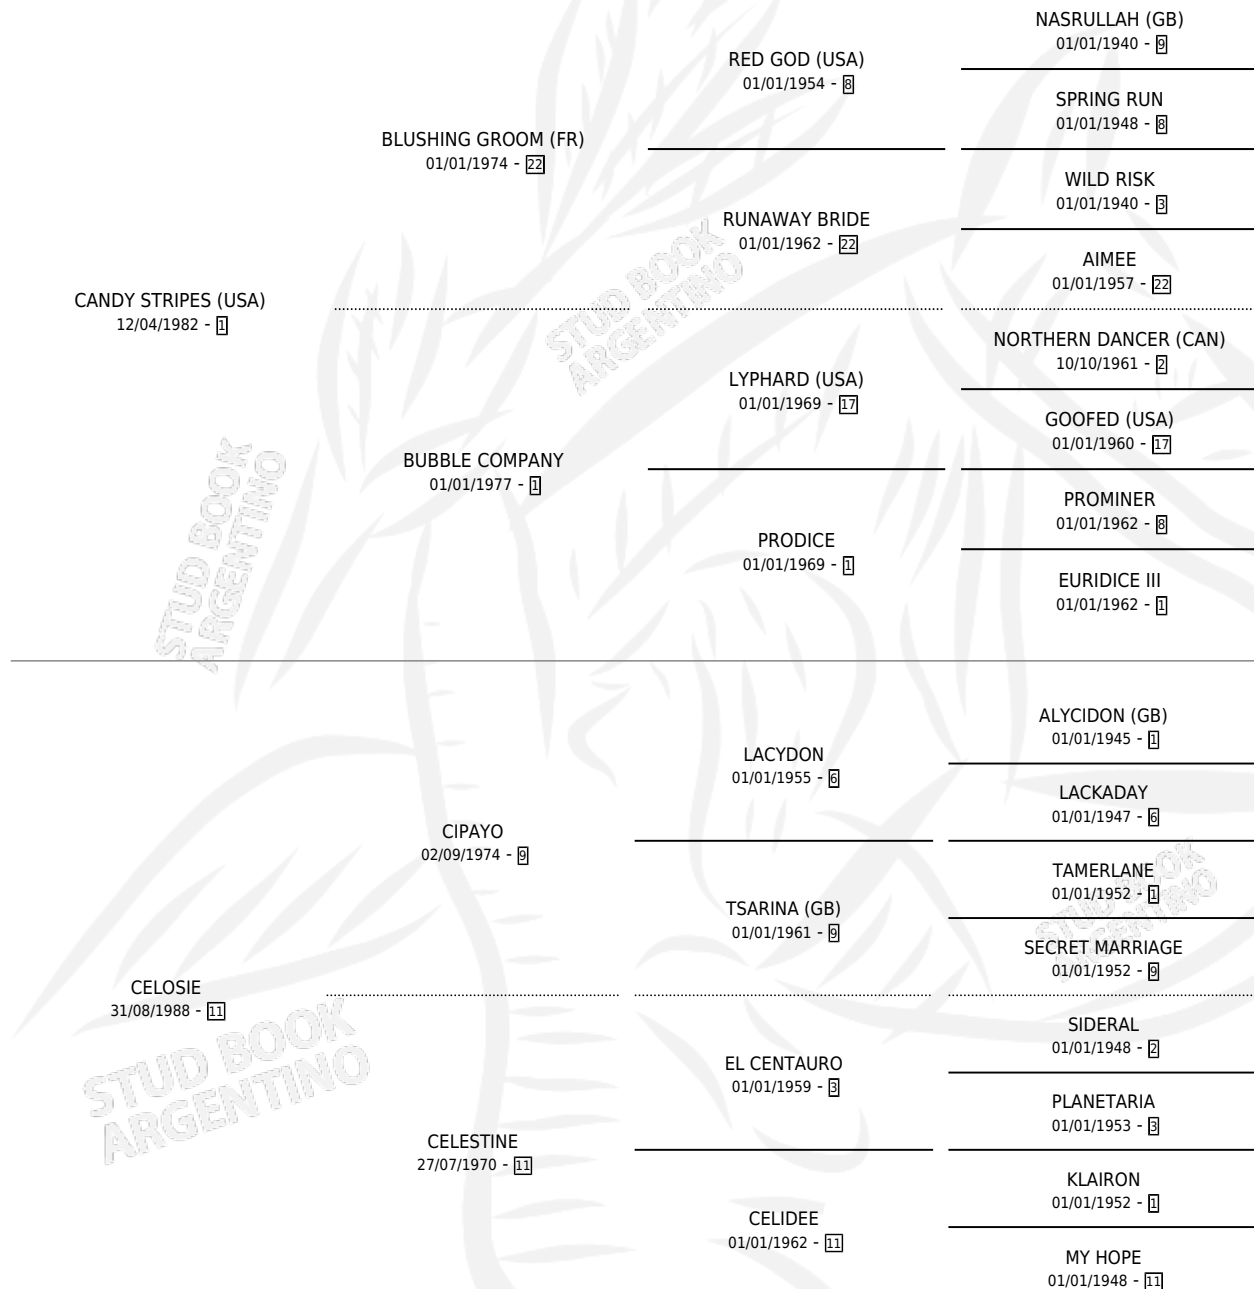 CANDY STRIPES (USA)
12/04/1982 - 1
BLUSHING GROOM (FR)
01/01/1974 - 22
RED GOD (USA)
01/01/1954 - 8
NASRULLAH (GB)
01/01/1940 - 9
SPRING RUN
01/01/1948 - 8
RUNAWAY BRIDE
01/01/1962 - 22
WILD RISK
01/01/1940 - 3
AIMEE
01/01/1957 - 22
BUBBLE COMPANY
01/01/1977 - 1
LYPHARD (USA)
01/01/1969 - 17
NORTHERN DANCER (CAN)
10/10/1961 - 2
GOOFED (USA)
01/01/1960 - 17
PRODICE
01/01/1969 - 1
PROMINER
01/01/1962 - 8
EURIDICE III
01/01/1962 - 1
CELOSIE
31/08/1988 - 11
CIPAYO
02/09/1974 - 9
LACYDON
01/01/1955 - 6
ALYCIDON (GB)
01/01/1945 - 1
LACKADAY
01/01/1947 - 6
TSARINA (GB)
01/01/1961 - 9
TAMERLANE
01/01/1952 - 1
SECRET MARRIAGE
01/01/1952 - 9
CELESTINE
27/07/1970 - 11
EL CENTAURO
01/01/1959 - 3
SIDERAL
01/01/1948 - 2
PLANETARIA
01/01/1953 - 3
CELIDEE
01/01/1962 - 11
KLAIRON
01/01/1952 - 1
MY HOPE
01/01/1948 - 11
STUD BOOK
ARGENTINO
STUD BOOK
ARGENTINO
STUD BOOK
ARGENTINO
STUD BOOK
ARGENTINO